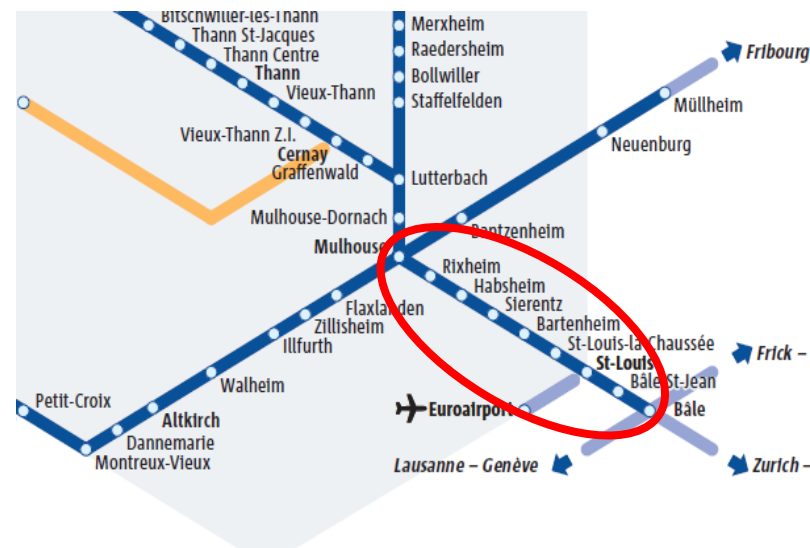 Bitschwiller-les-Thann
Thann St-Jacques
Thann Centre
Thann
Vieux-Thann
Vieux-Thann Z.I.
Cernay
Graffenwald
Merxheim
Raedersheim
Bollwiller
Staffelfelden
Lutterbach
Mulhouse-Dornach
Mulhouse
Fribourg
Müllheim
Neuenburg
Bantzenheim
Rixheim
Habsheim
Sierentz
Bartenheim
St-Louis-la-Chaussée
St-Louis
Bâle St-Jean
Bâle
Flaxlanden
Zillisheim
Illfurth
Walheim
Altkirch
Dannemarie
Montreux-Vieux
Petit-Croix
Euroairport
Frick –
Lausanne – Genève
Zurich –